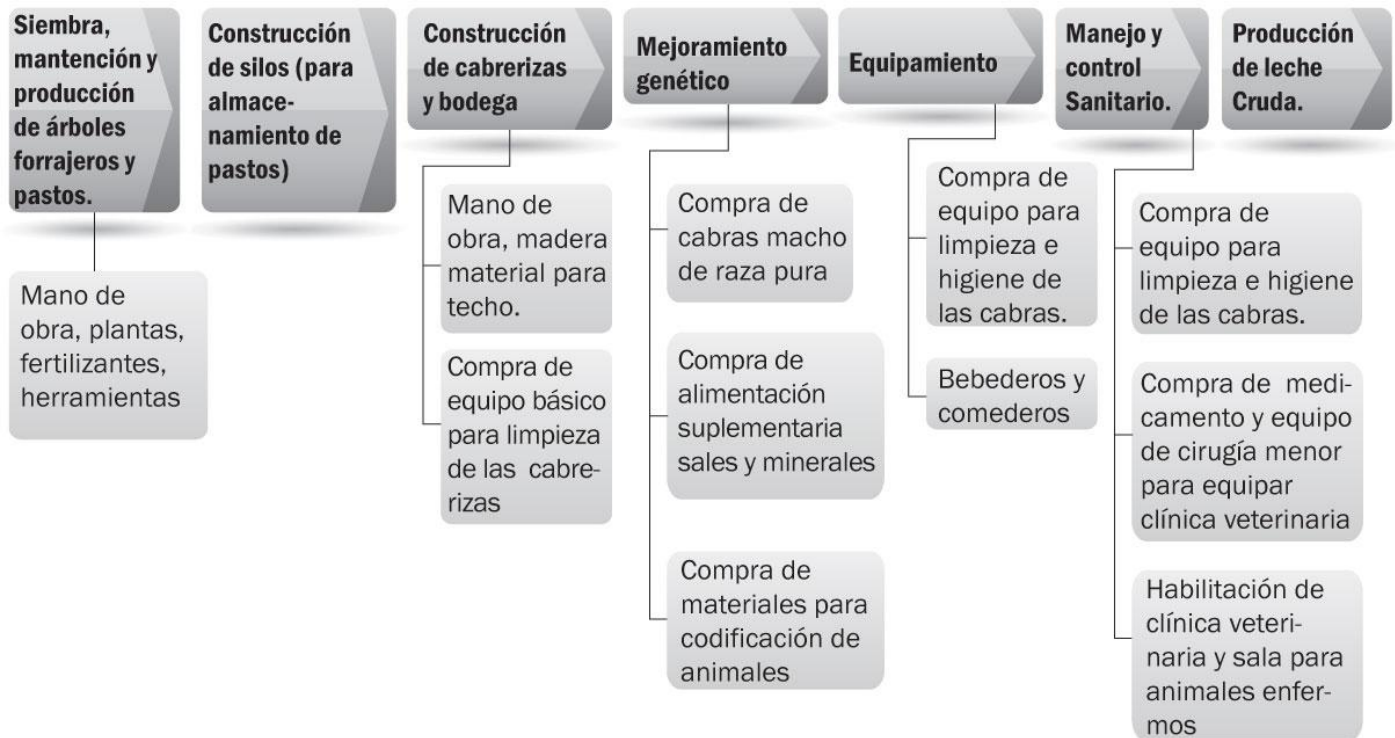 Siembra,
mantención y
producción
de árboles
forrajeros y
pastos.
Construcción
de silos (para
almace-
namiento de
pastos)
Construcción
de cabrerizas
y bodega
Mejoramiento
genético
Equipamiento
Manejo y
control
Sanitario.
Producción
de leche
Cruda.
Mano de
obra, plantas,
fertilizantes,
herramientas
Mano de
obra, madera
material para
techo.
Compra de
equipo básico
para limpieza
de las cabre-
rizas
Compra de
cabras macho
de raza pura
Compra de
alimentación
suplementaria
sales y minerales
Compra de
materiales para
codificación de
animales
Compra de
equipo para
limpieza e
higiene de
las cabras.
Bebederos y
comederos
Compra de
equipo para
limpieza e higiene
de las cabras.
Compra de medi-
camento y equipo
de cirugía menor
para equipar
clínica veterinaria
Habilitación de
clínica veteri-
naria y sala para
animales enfer-
mos